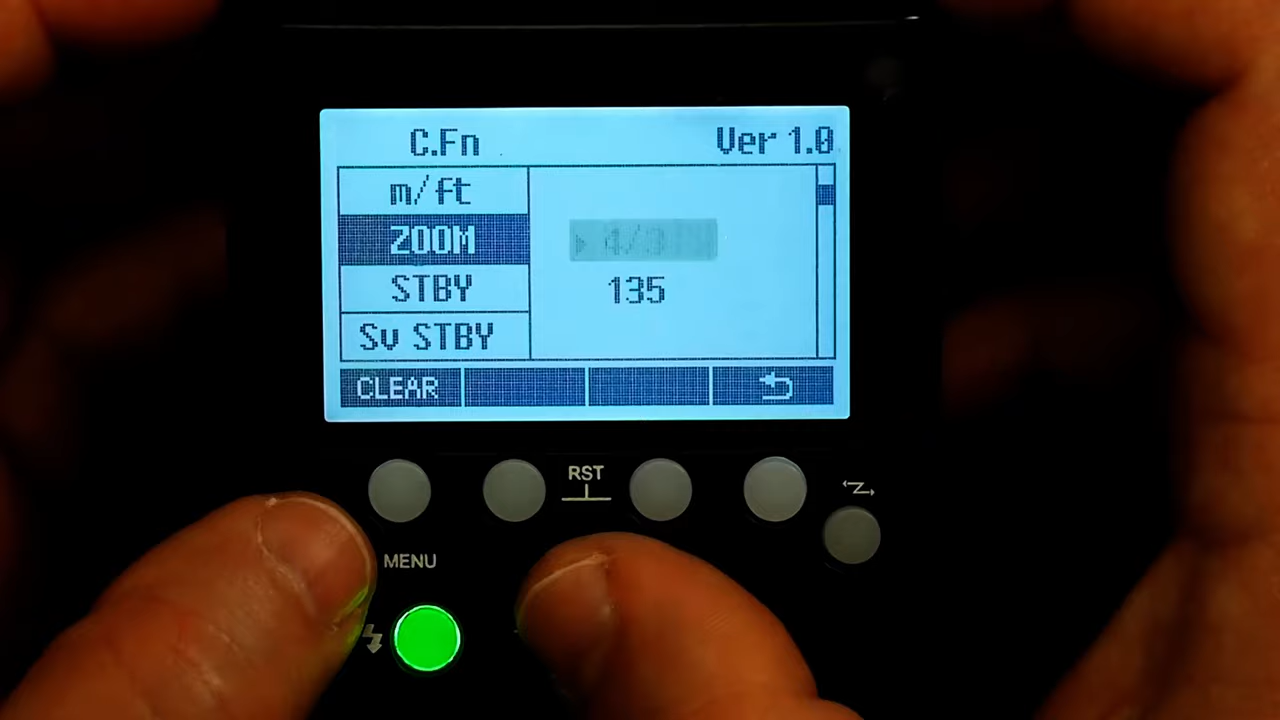 C.Fn Ver 1.0
m/ft
ZOOM
135
STBY
Sv STBY
CLEAR
RST
MENU